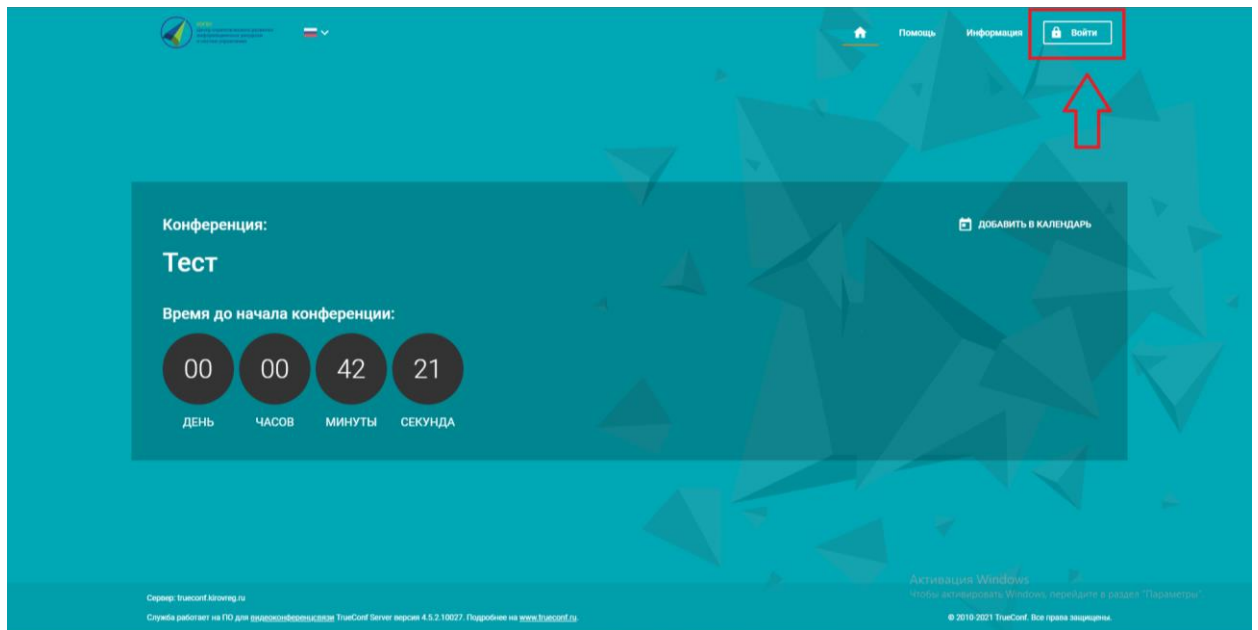 Помощь
Информация
Войти
Конференция:
ДОБАВИТЬ В КАЛЕНДАРЬ
Тест
Время до начала конференции:
00 00 42 21
ДЕНЬ ЧАСОВ МИНУТЫ СЕКУНДА
Активация Windows
Чтобы активировать Windows, перейдите в раздел "Параметры".
Сервер: trueconf.kirovreg.ru
Служба работает на ПО для видеоконференцсвязи TrueConf Server версии 4.5.2.10027. Подробнее на www.trueconf.ru.
© 2010-2021 TrueConf. Все права защищены.